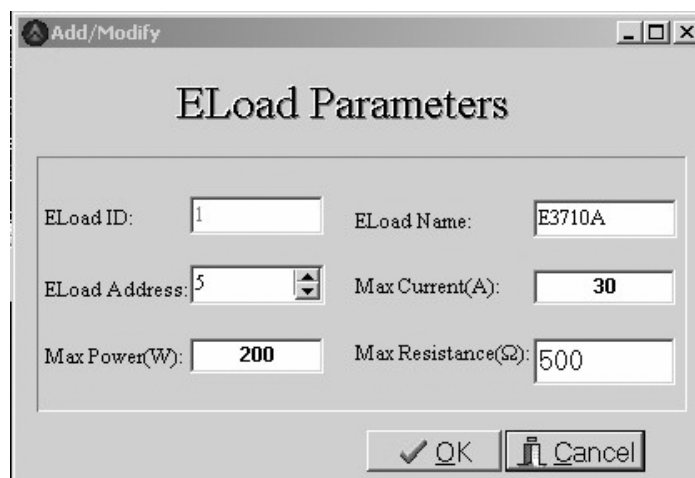 Add/Modify
ELoad Parameters
ELoad ID: 1 ELoad Name: E3710A
ELoad Address: 5 Max Current(A): 30
Max Power(W): 200 Max Resistance(Ω): 500
OK Cancel